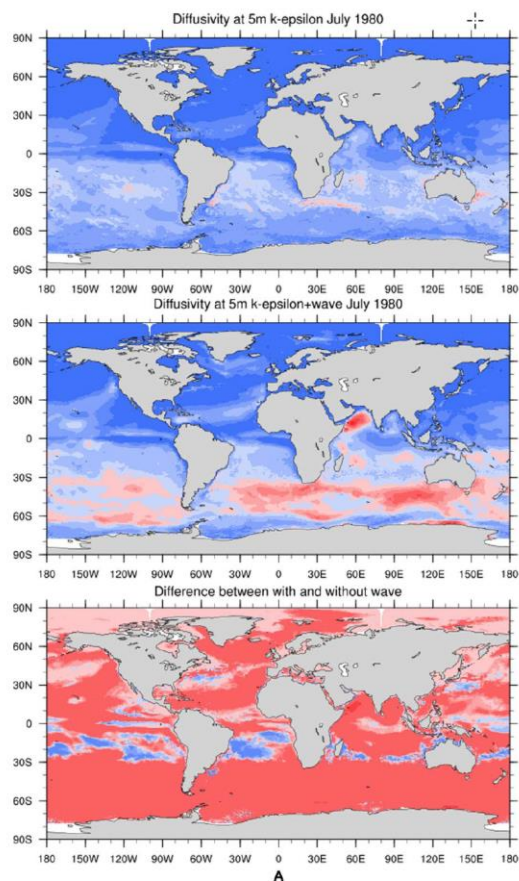 Diffusivity at 5m k-epsilon July 1980
90N
60N
30N
0
30S
60S
90S
180 150W 120W 90W 60W 30W 0 30E 60E 90E 120E 150E 180
Diffusivity at 5m k-epsilon+wave July 1980
90N
60N
30N
0
30S
60S
90S
180 150W 120W 90W 60W 30W 0 30E 60E 90E 120E 150E 180
Difference between with and without wave
90N
60N
30N
0
30S
60S
90S
180 150W 120W 90W 60W 30W 0 30E 60E 90E 120E 150E 180
A